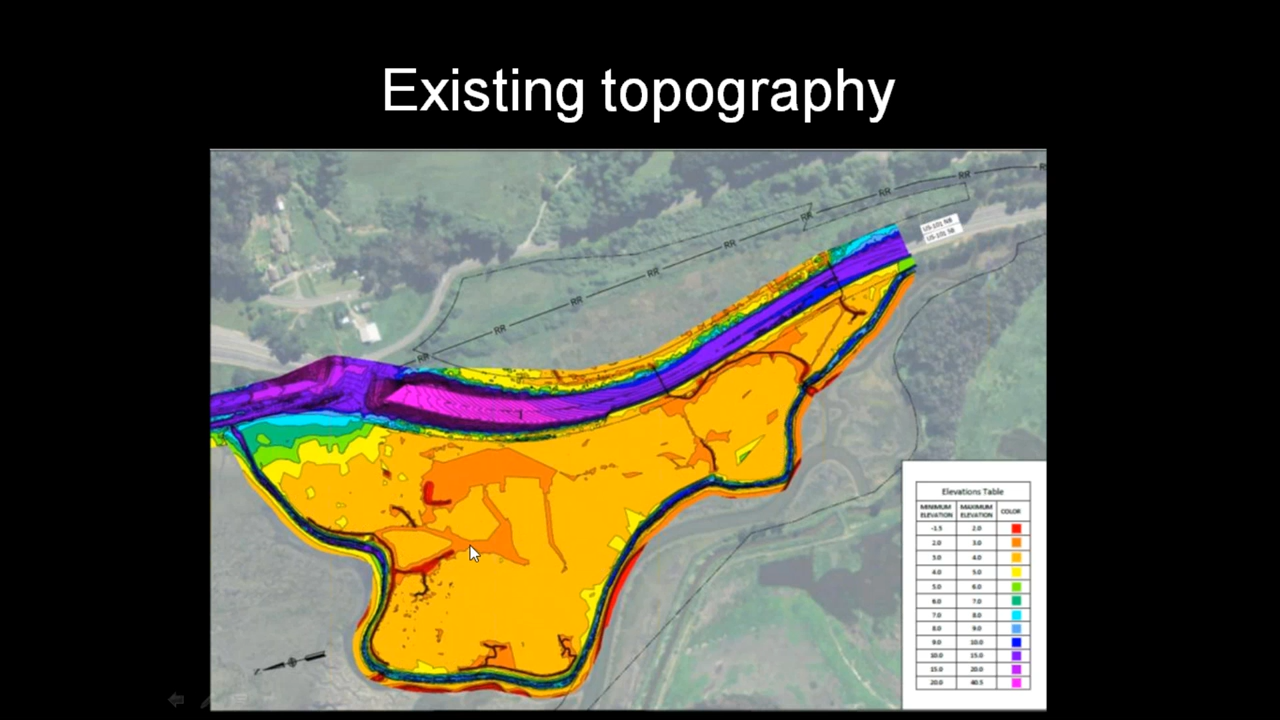 Existing topography
RR
RR
RR
RR
RR
RR
RR
RR
US-101 NB
US-101 SB
Elevations Table
MINIMUM ELEVATION MAXIMUM ELEVATION COLOR
-1.5 2.0
2.0 3.0
3.0 4.0
4.0 5.0
5.0 6.0
6.0 7.0
7.0 8.0
8.0 9.0
9.0 10.0
10.0 15.0
15.0 20.0
20.0 40.5